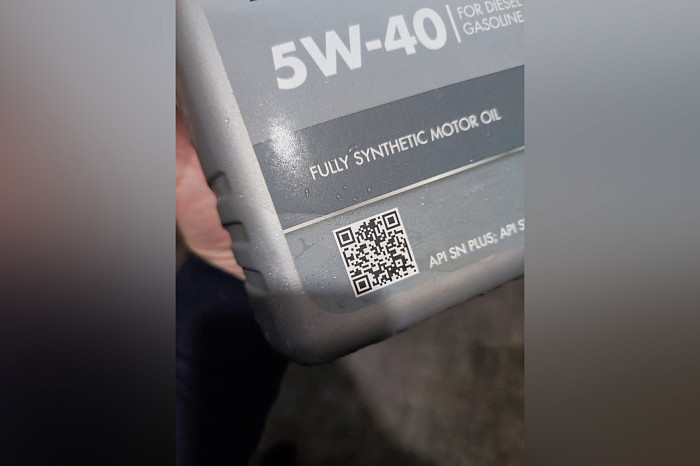 5W-40
FOR DIESEL
GASOLINE
FULLY SYNTHETIC MOTOR OIL
API SN PLUS; API S